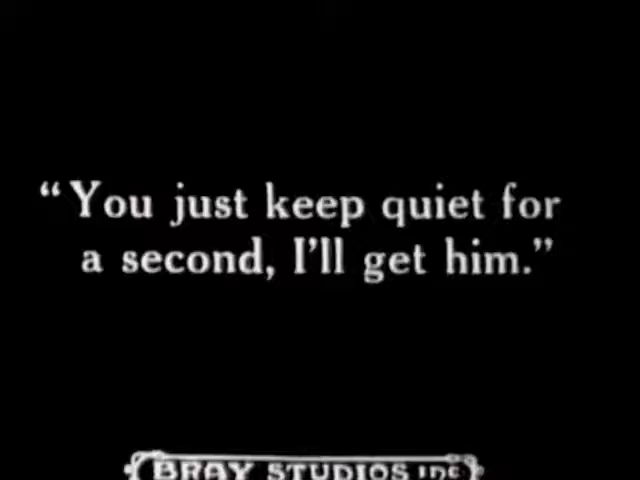 “You just keep quiet for
a second, I’ll get him.”
BRAY STUDIOS INC